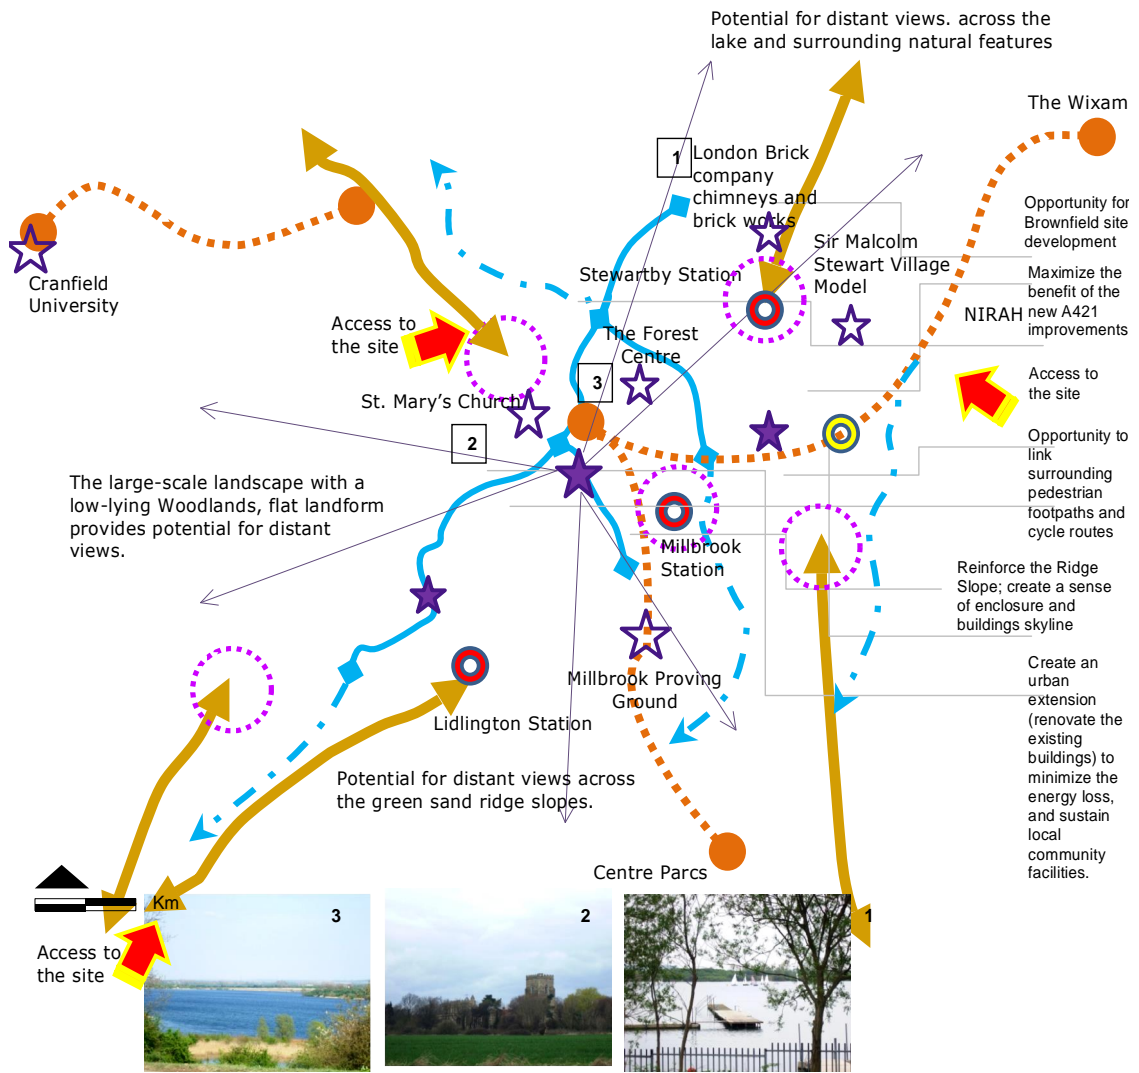 Potential for distant views. across the
lake and surrounding natural features
The Wixam
1
London Brick
company
chimneys and
brick works
Opportunity for
Brownfield site
development
Sir Malcolm
Stewart Village
Model
Stewartby Station
Maximize the
benefit of the
new A421
improvements
NIRAH
Cranfield
University
Access to
the site
The Forest
Centre
3
Access to
the site
St. Mary's Church
2
Opportunity to
link
surrounding
pedestrian
footpaths and
cycle routes
The large-scale landscape with a
low-lying Woodlands, flat landform
provides potential for distant
views.
Millbrook
Station
Reinforce the Ridge
Slope; create a sense
of enclosure and
buildings skyline
Millbrook Proving
Ground
Lidlington Station
Create an
urban
extension
(renovate the
existing
buildings) to
minimize the
energy loss,
and sustain
local
community
facilities.
Potential for distant views across
the green sand ridge slopes.
Centre Parcs
Km
3
2
1
Access to
the site